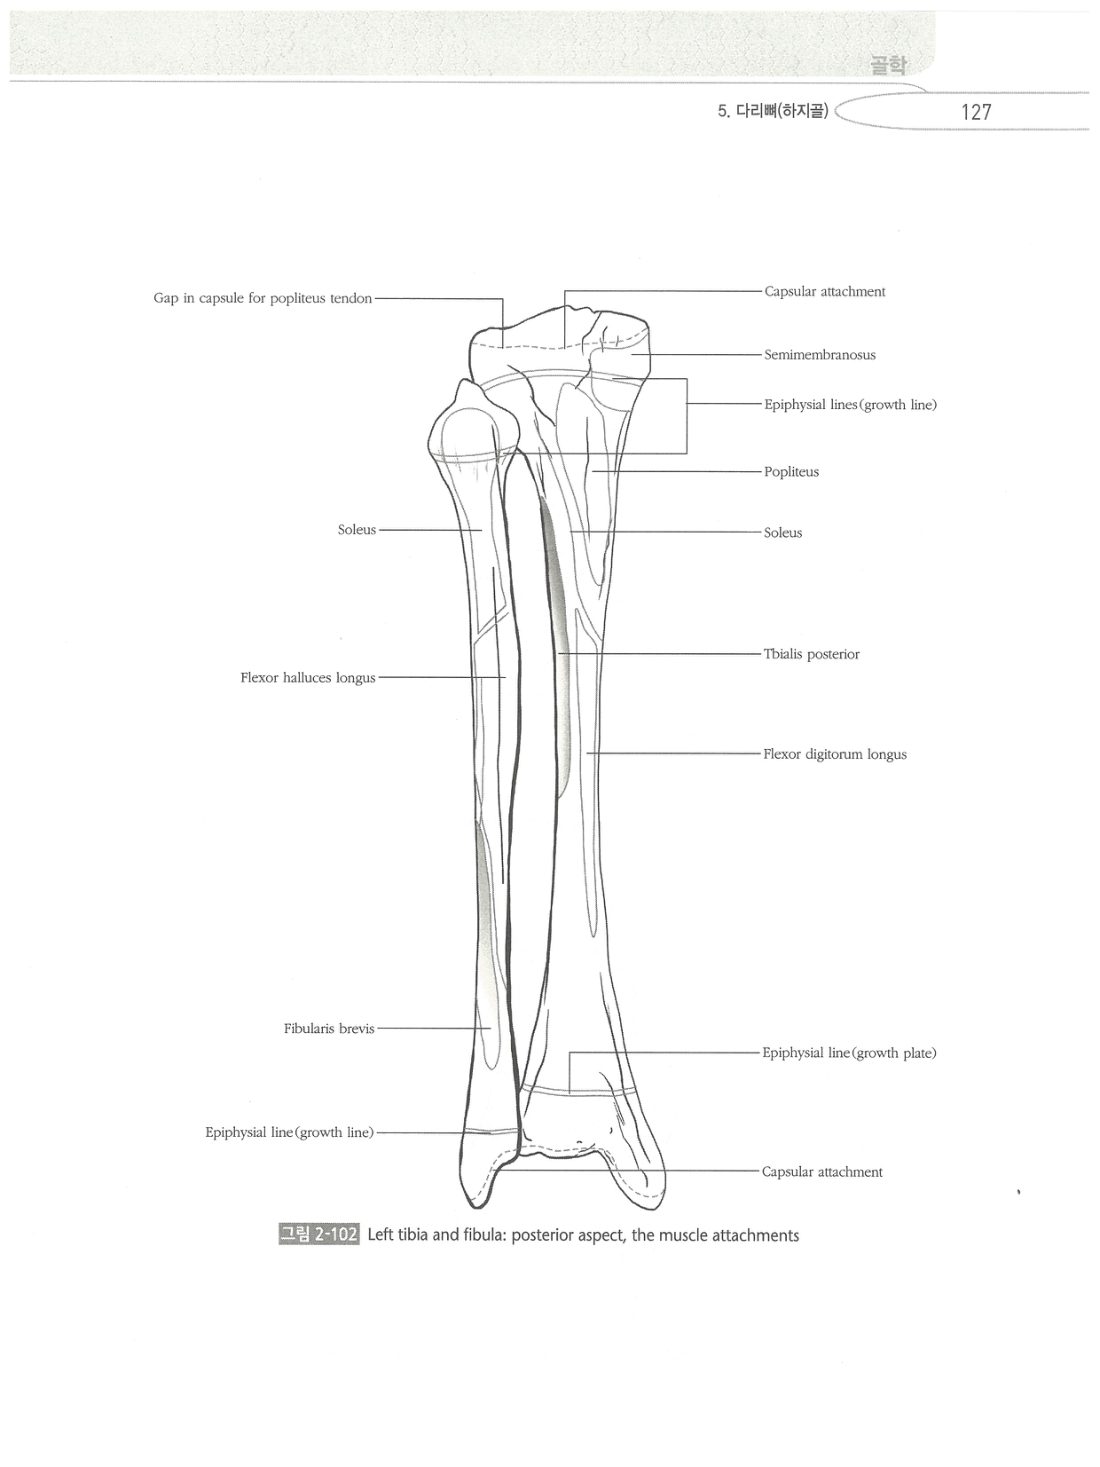 골학
5. 다리뼈(하지골)
127
Gap in capsule for popliteus tendon
Capsular attachment
Semimembranosus
Epiphysial lines(growth line)
Popliteus
Soleus
Soleus
Tbialis posterior
Flexor halluces longus
Flexor digitorum longus
Fibularis brevis
Epiphysial line(growth plate)
Epiphysial line(growth line)
Capsular attachment
그림 2-102 Left tibia and fibula: posterior aspect, the muscle attachments